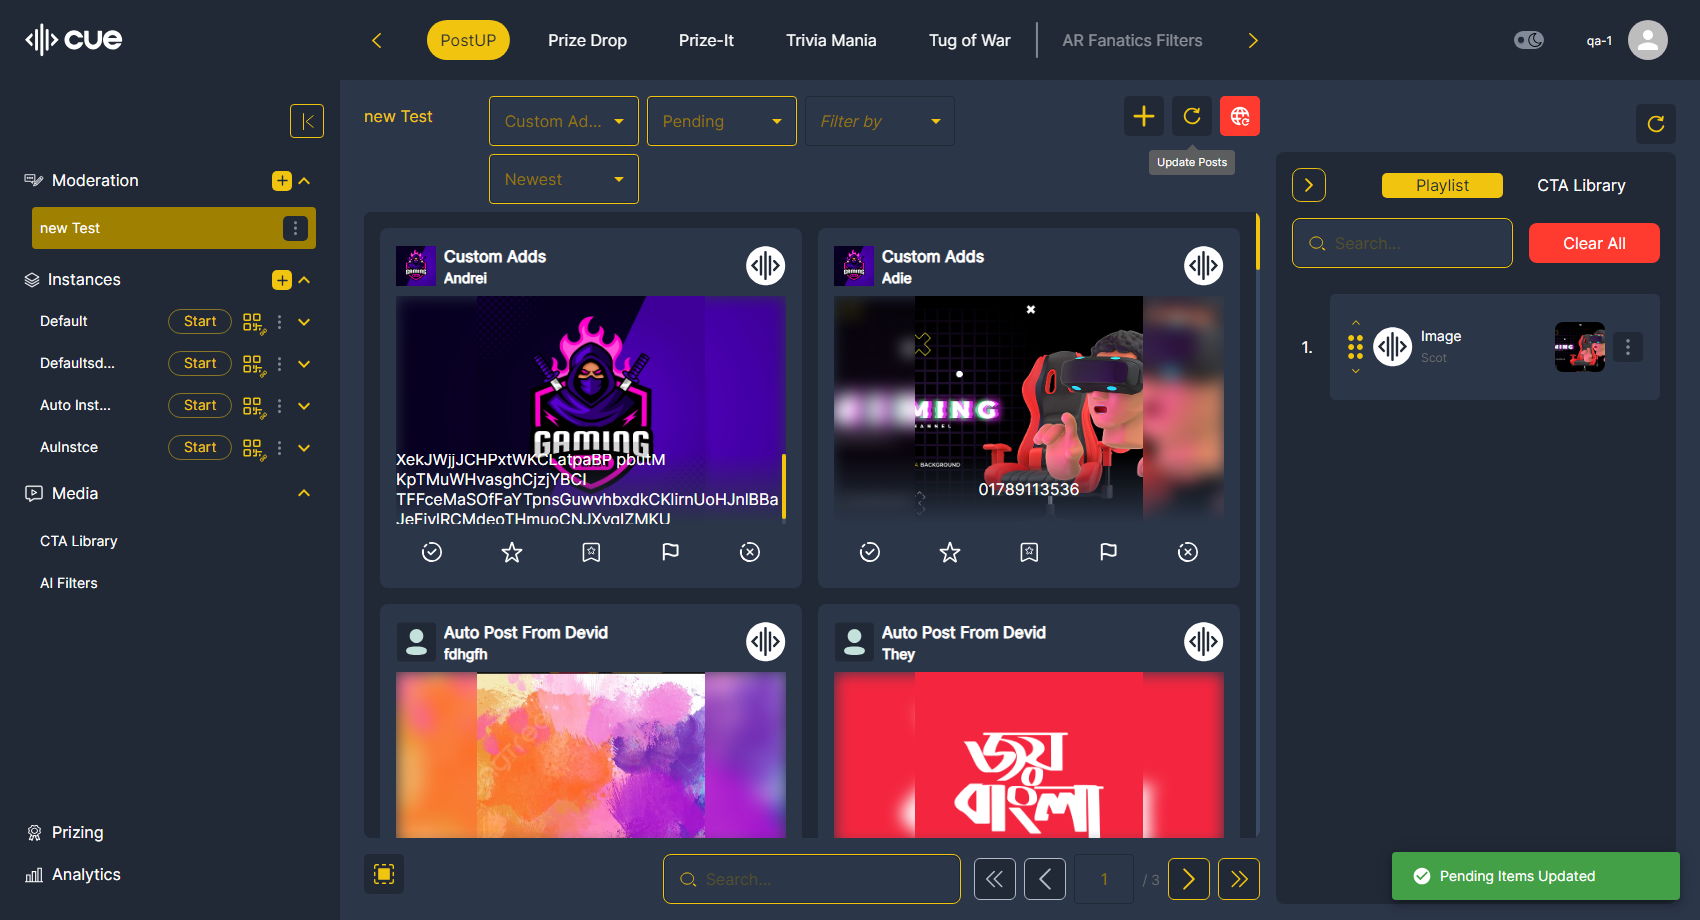 cue
PostUP
Prize Drop
Prize-It
Trivia Mania
Tug of War
AR Fanatics Filters
qa-1
Moderation
new Test
Instances
Default
Start
Defaultsd...
Start
Auto Inst...
Start
AuInstce
Start
Media
CTA Library
AI Filters
Prizing
Analytics
new Test
Custom Ad...
Pending
Filter by
Newest
Update Posts
Custom Adds
Andrei
GAMING
XekJWjjJCHPxtWKCLatpaBP pbutM
KpTMuWHvasghCjzjYBCI
TFFceMaSOfFaYTpnsGuwvhbxdkCKlirnUoHJnlBBa
Custom Adds
Adie
MING
BACKGROUND
01789113536
Auto Post From Devid
fdhgfh
Auto Post From Devid
They
জয়
বাংলা
Search...
1
/ 3
Playlist
CTA Library
Search...
Clear All
1.
Image
Scot
Pending Items Updated